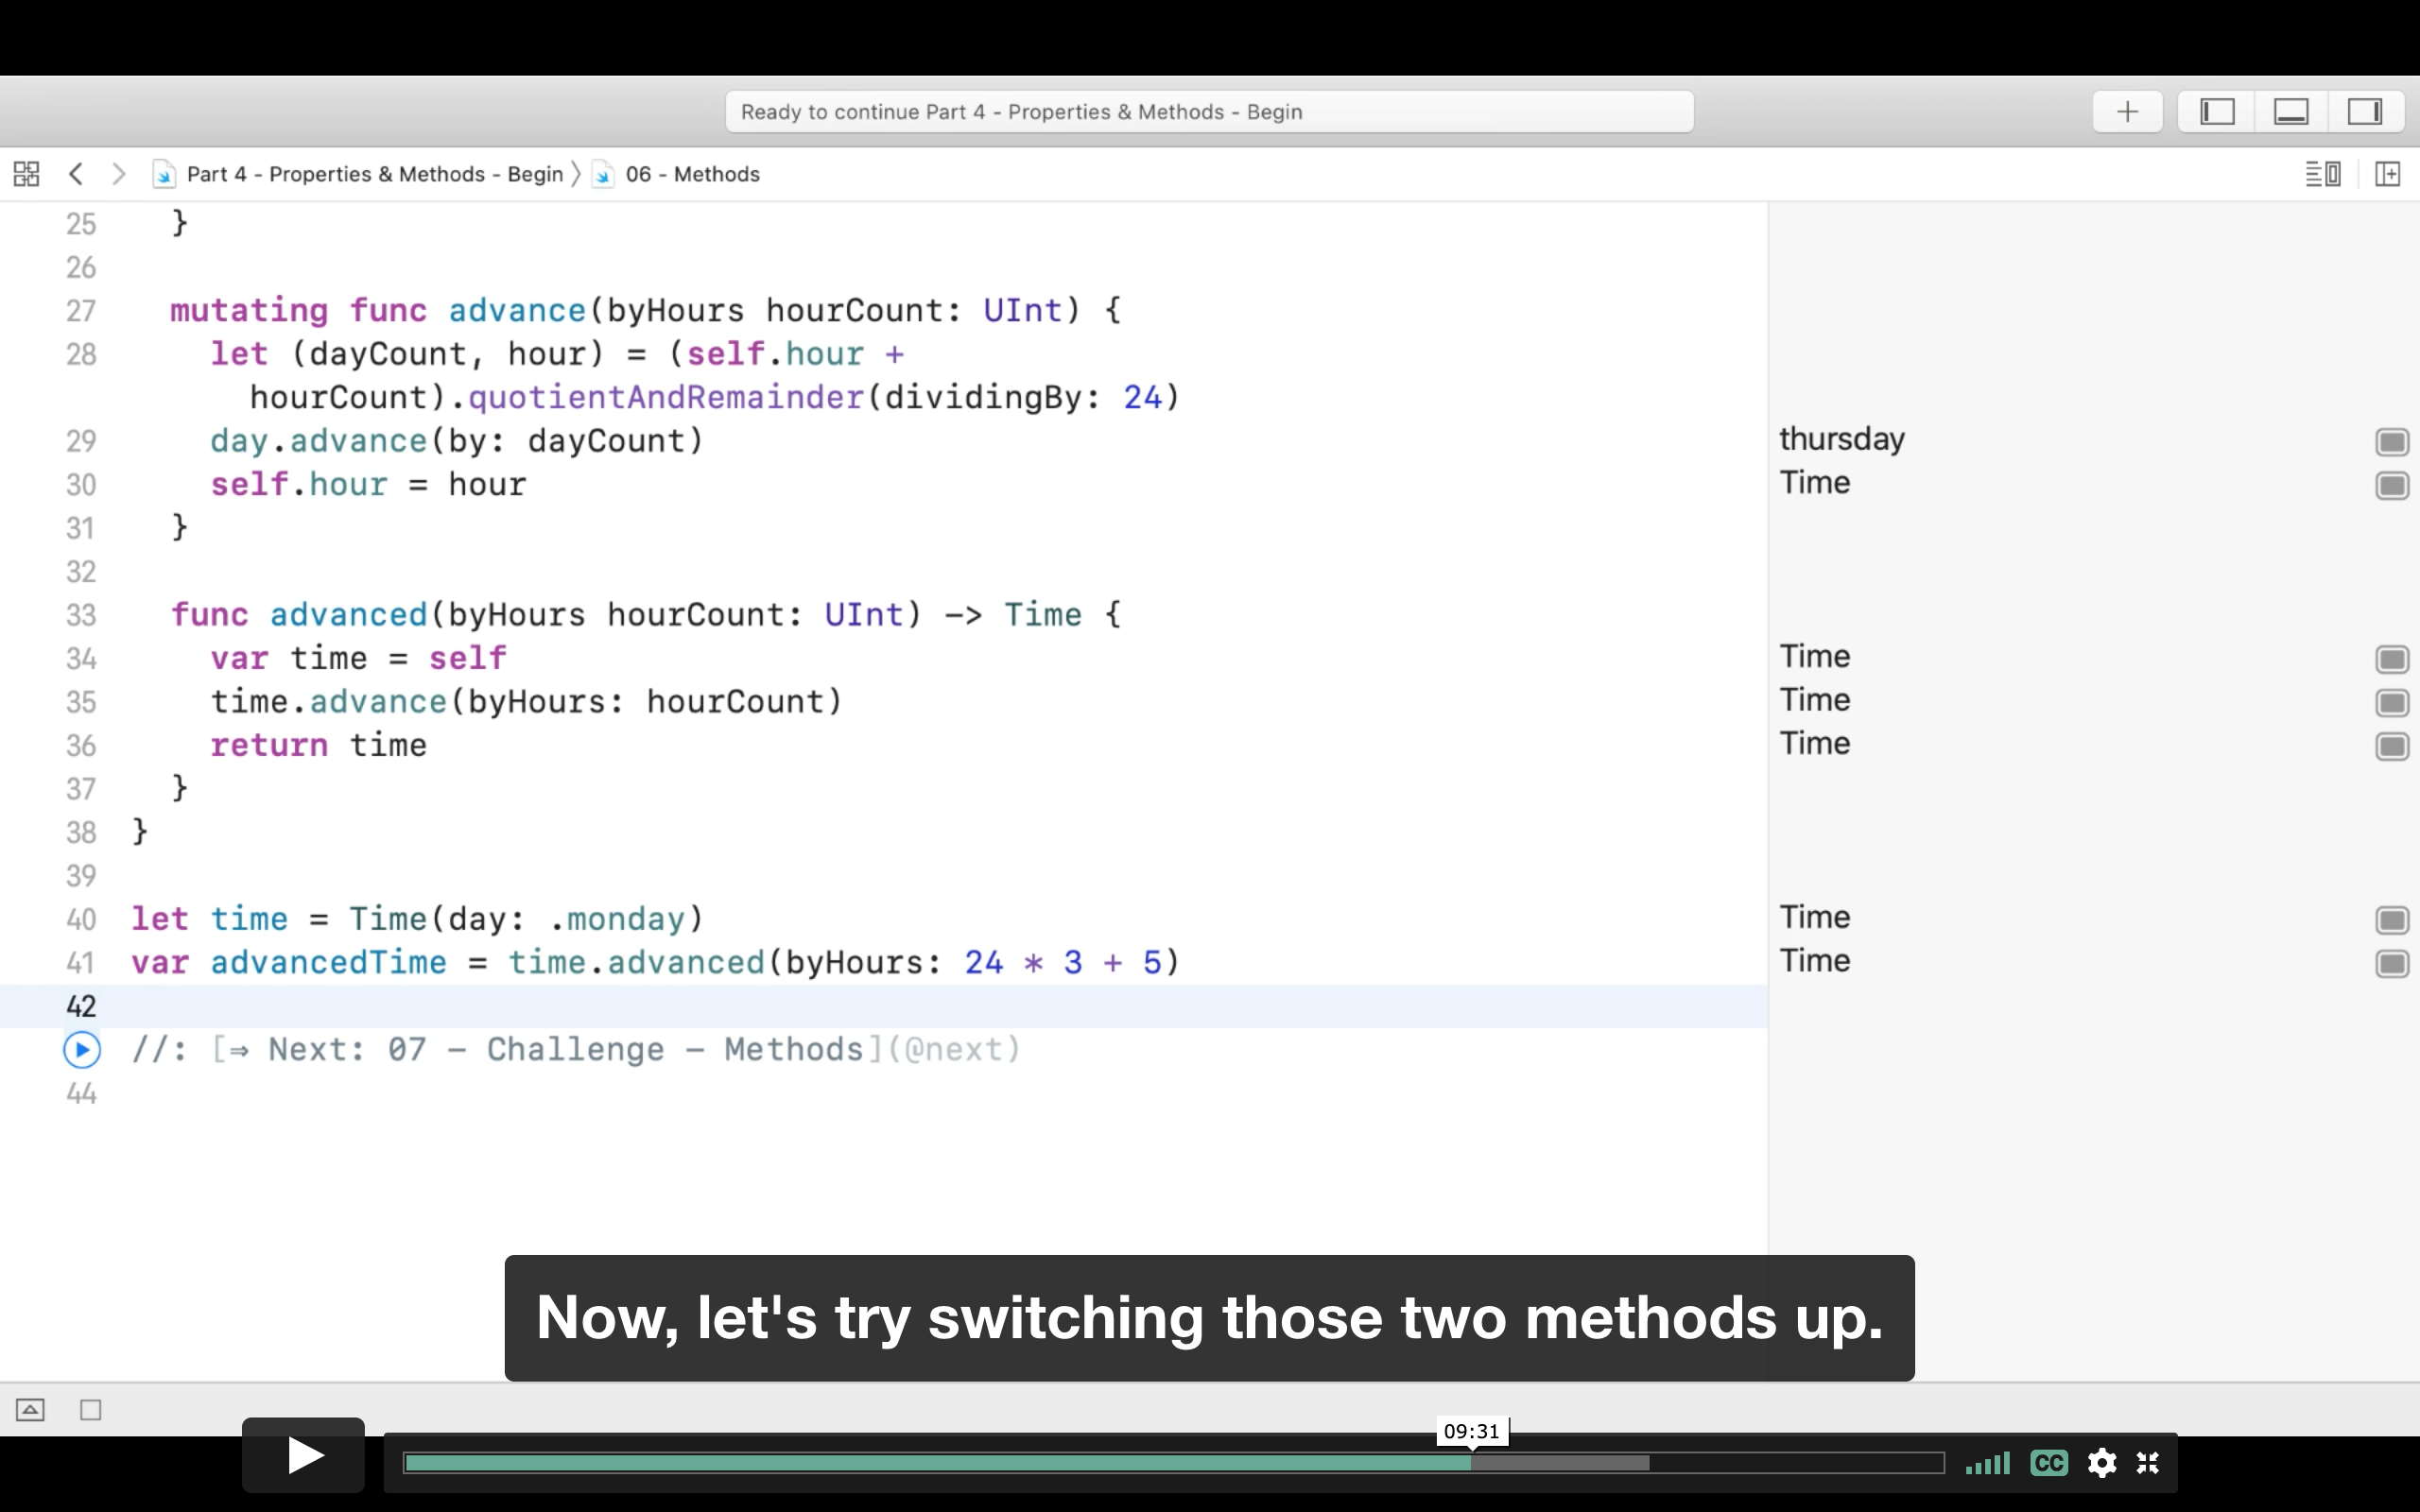 Ready to continue Part 4 - Properties & Methods - Begin
Part 4 - Properties & Methods - Begin 〉 06 - Methods
25 }
26
27 mutating func advance(byHours hourCount: UInt) {
28 let (dayCount, hour) = (self.hour +
hourCount).quotientAndRemainder(dividingBy: 24)
29 day.advance(by: dayCount) thursday
30 self.hour = hour Time
31 }
32
33 func advanced(byHours hourCount: UInt) -> Time {
34 var time = self Time
35 time.advance(byHours: hourCount) Time
36 return time Time
37 }
38 }
39
40 let time = Time(day: .monday) Time
41 var advancedTime = time.advanced(byHours: 24 * 3 + 5) Time
42
//: [⇒ Next: 07 - Challenge - Methods](@next)
44
Now, let's try switching those two methods up.
09:31
CC